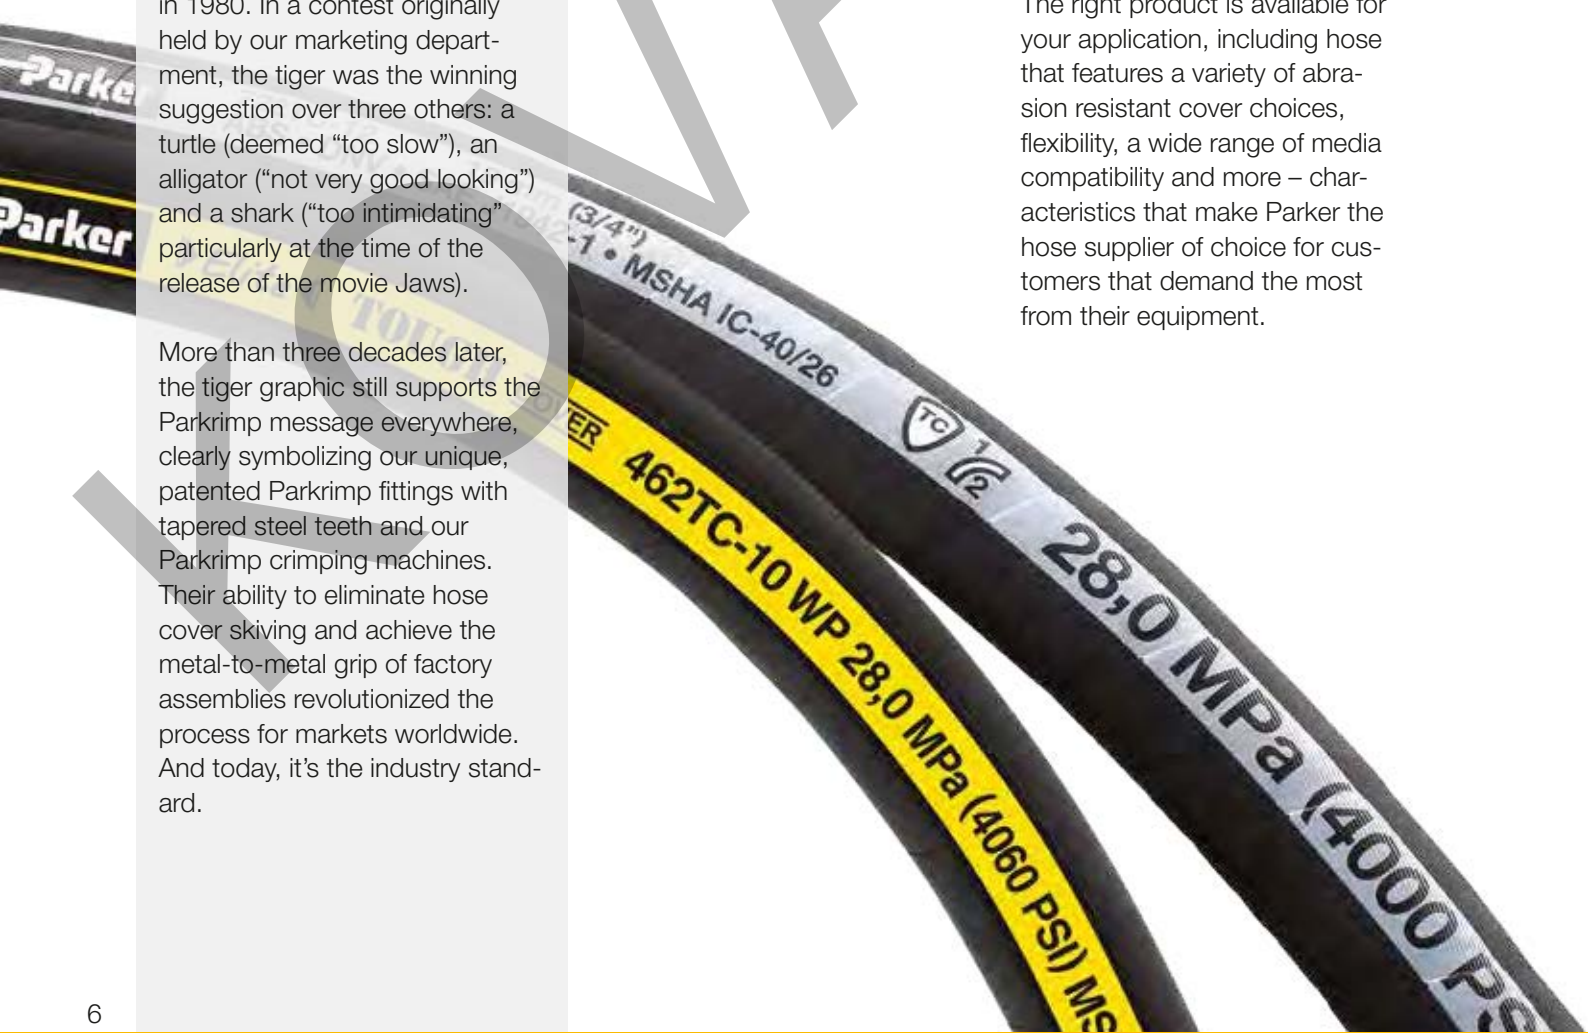 in 1980. In a contest originally
held by our marketing depart-
ment, the tiger was the winning
suggestion over three others: a
turtle (deemed “too slow”), an
alligator (“not very good looking”)
and a shark (“too intimidating”
particularly at the time of the
release of the movie Jaws).
More than three decades later,
the tiger graphic still supports the
Parkrimp message everywhere,
clearly symbolizing our unique,
patented Parkrimp fittings with
tapered steel teeth and our
Parkrimp crimping machines.
Their ability to eliminate hose
cover skiving and achieve the
metal-to-metal grip of factory
assemblies revolutionized the
process for markets worldwide.
And today, it’s the industry stand-
ard.
The right product is available for
your application, including hose
that features a variety of abra-
sion resistant cover choices,
flexibility, a wide range of media
compatibility and more – char-
acteristics that make Parker the
hose supplier of choice for cus-
tomers that demand the most
from their equipment.
Parker
(3/4")
-1 • MSHA IC-40/26
TC 1/2
28,0 MPa (4000 PS
Parker
Elite TOUGH COVER
462TC-10 WP 28,0 MPa (4060 PSI) MS
6